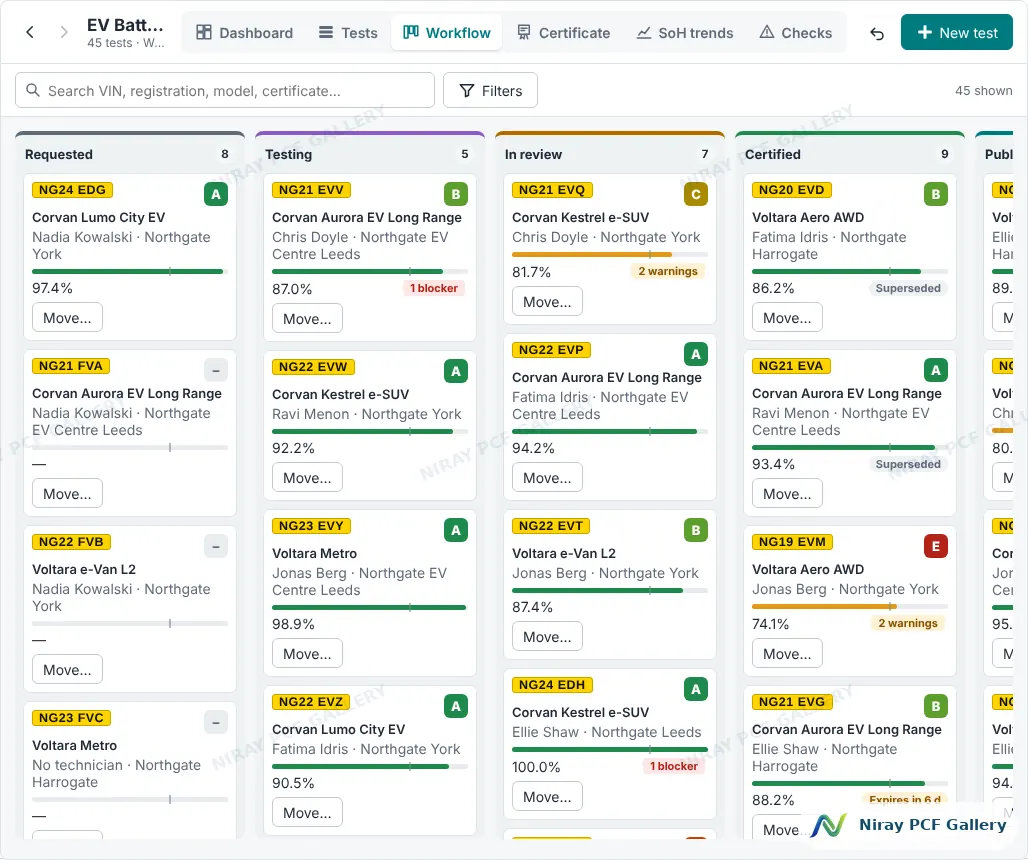 EV Batt...
45 tests · W...
Dashboard
Tests
Workflow
Certificate
SoH trends
Checks
New test
Search VIN, registration, model, certificate...
Filters
45 shown
Requested 8
NG24 EDG A
Corvan Lumo City EV
Nadia Kowalski · Northgate
York
97.4%
Move...
NG21 FVA –
Corvan Aurora EV Long Range
Nadia Kowalski · Northgate
EV Centre Leeds
—
Move...
NG22 FVB –
Voltara e-Van L2
Nadia Kowalski · Northgate
York
—
Move...
NG23 FVC –
Voltara Metro
No technician · Northgate
Harrogate
—
Testing 5
NG21 EVV B
Corvan Aurora EV Long Range
Chris Doyle · Northgate EV
Centre Leeds
87.0% 1 blocker
Move...
NG22 EVW A
Corvan Kestrel e-SUV
Ravi Menon · Northgate York
92.2%
Move...
NG23 EVY A
Voltara Metro
Jonas Berg · Northgate EV
Centre Leeds
98.9%
Move...
NG22 EVZ A
Corvan Lumo City EV
Fatima Idris · Northgate York
90.5%
Move...
In review 7
NG21 EVQ C
Corvan Kestrel e-SUV
Chris Doyle · Northgate York
81.7% 2 warnings
Move...
NG22 EVP A
Corvan Aurora EV Long Range
Fatima Idris · Northgate EV
Centre Leeds
94.2%
Move...
NG22 EVT B
Voltara e-Van L2
Jonas Berg · Northgate York
87.4%
Move...
NG24 EDH A
Corvan Kestrel e-SUV
Ellie Shaw · Northgate Leeds
100.0% 1 blocker
Move...
Certified 9
NG20 EVD B
Voltara Aero AWD
Fatima Idris · Northgate
Harrogate
86.2% Superseded
Move...
NG21 EVA A
Corvan Aurora EV Long Range
Ravi Menon · Northgate EV
Centre Leeds
93.4% Superseded
Move...
NG19 EVM E
Voltara Aero AWD
Jonas Berg · Northgate York
74.1% 2 warnings
Move...
NG21 EVG B
Corvan Aurora EV Long Range
Ellie Shaw · Northgate
Harrogate
88.2% Expires in 6 d
Move...
Publ
89.
80.
95.
94.
NIRAY PCF GALLERY
Niray PCF Gallery